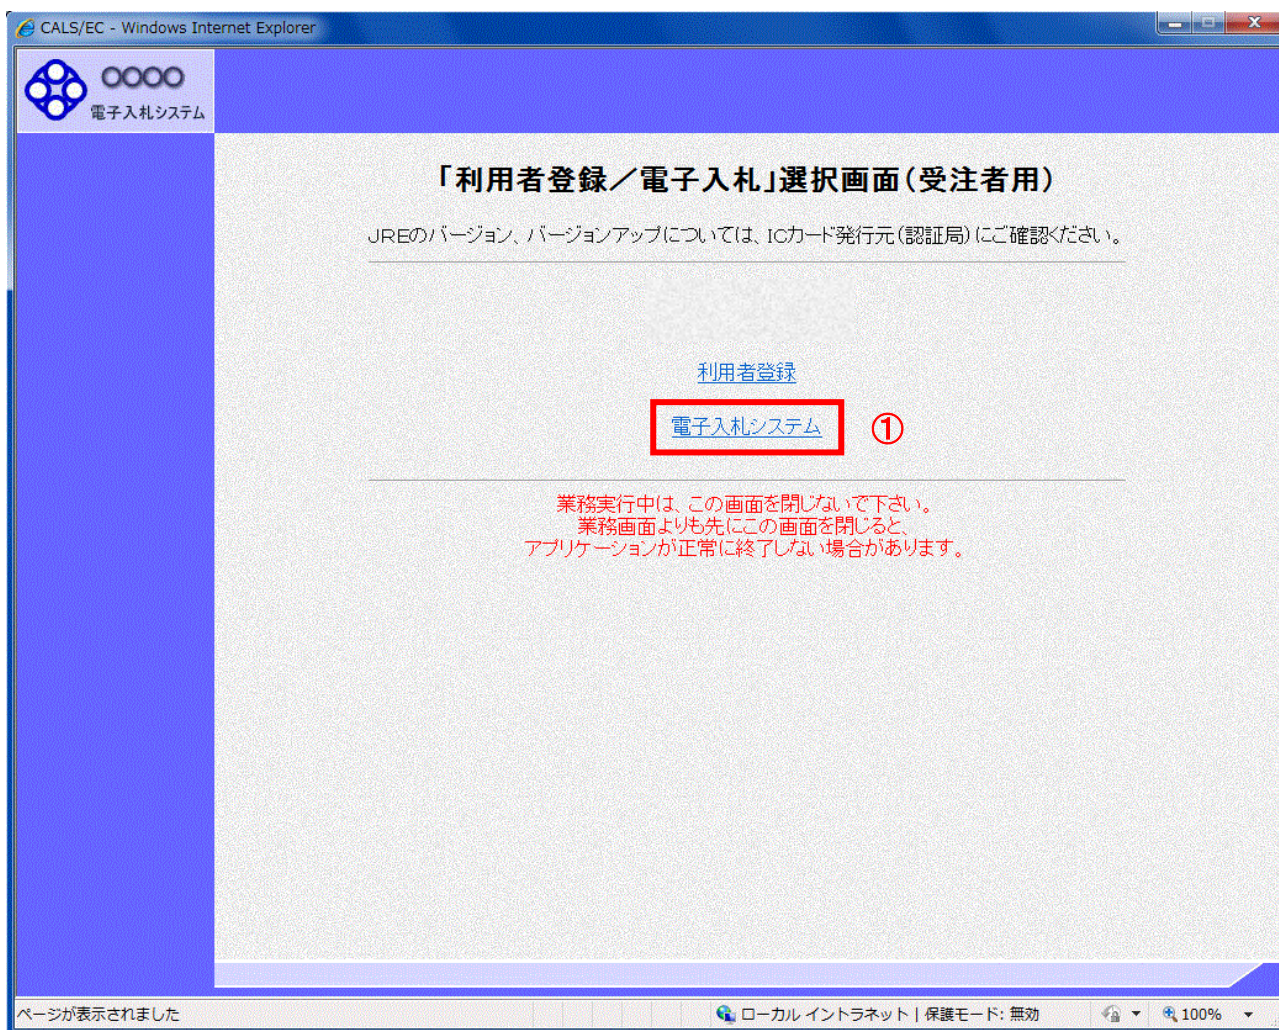 CALS/EC - Windows Internet Explorer
○○○○
電子入札システム
「利用者登録／電子入札」選択画面（受注者用）
JREのバージョン、バージョンアップについては、ICカード発行元（認証局）にご確認ください。
利用者登録
電子入札システム ①
業務実行中は、この画面を閉じないで下さい。
業務画面よりも先にこの画面を閉じると、
アプリケーションが正常に終了しない場合があります。
ページが表示されました ローカル イントラネット | 保護モード: 無効 100%